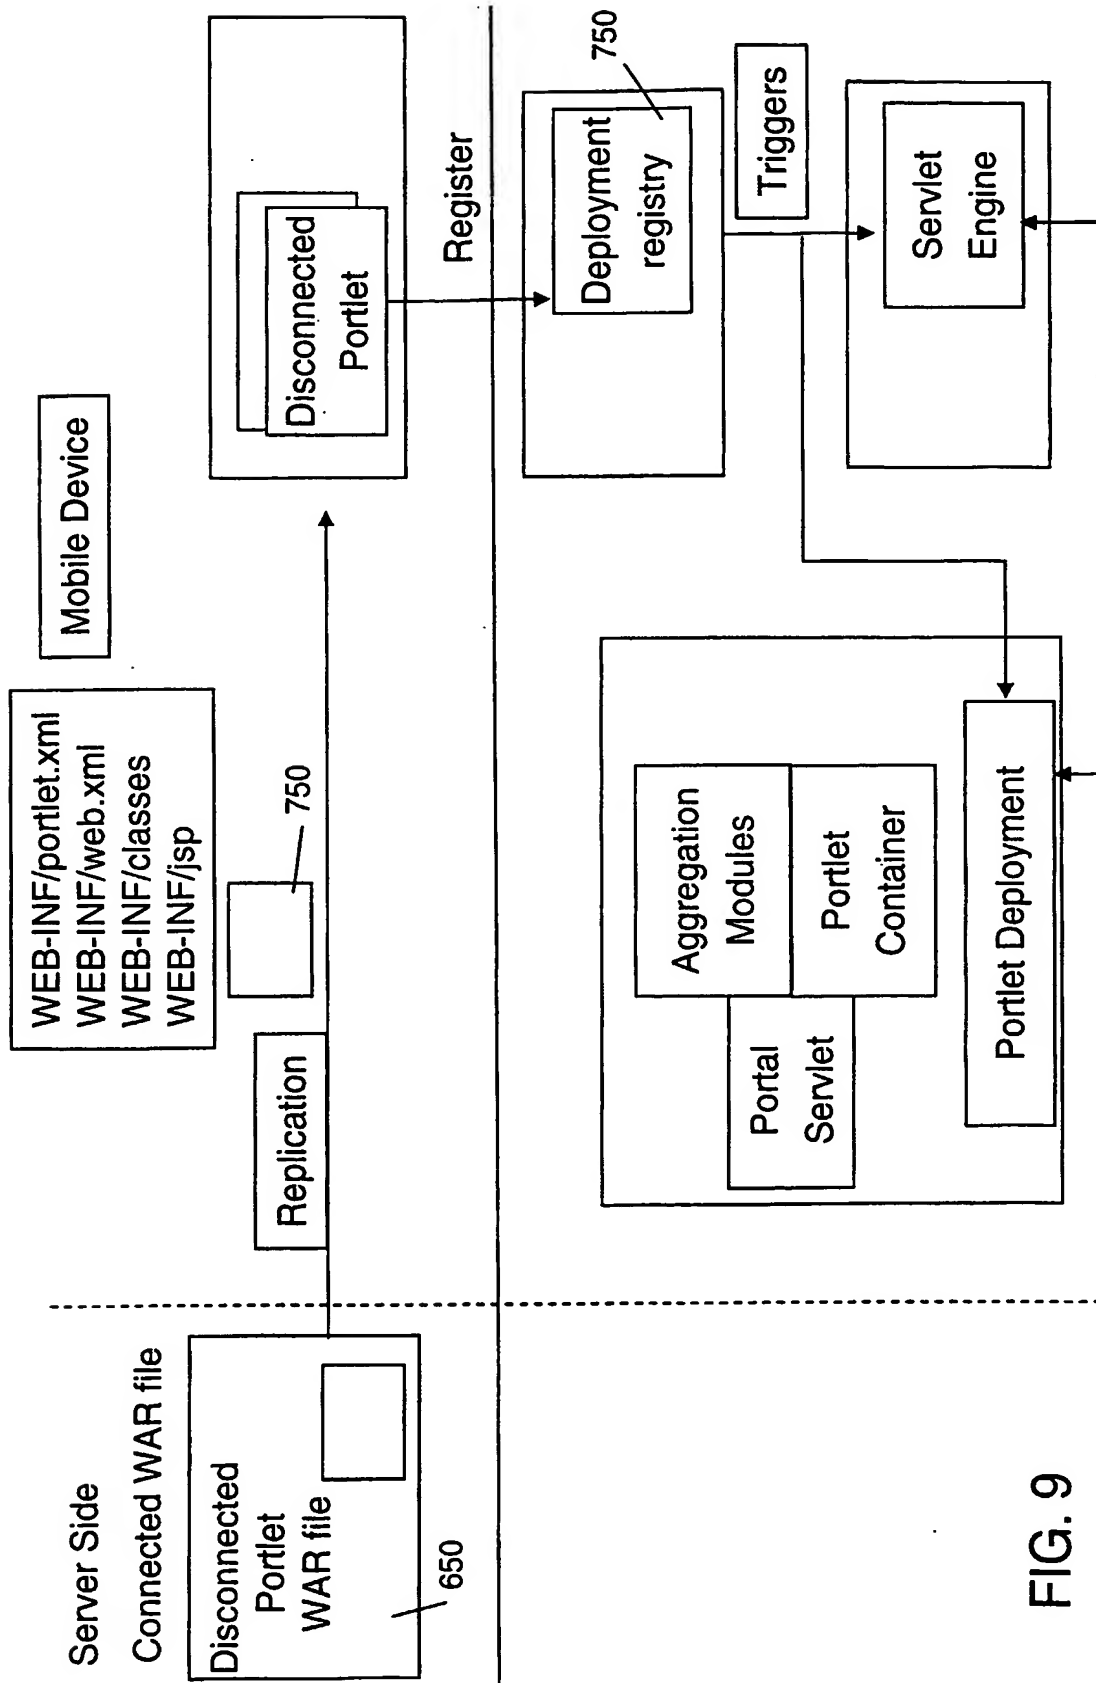 Server Side
Connected WAR file
Disconnected
Portlet
WAR file
650
Replication
WEB-INF/portlet.xml
WEB-INF/web.xml
WEB-INF/classes
WEB-INF/jsp
750
Mobile Device
Disconnected
Portlet
Register
Deployment
registry
750
Triggers
Servlet
Engine
Aggregation
Modules
Portal
Servlet
Portlet
Container
Portlet Deployment
FIG. 9